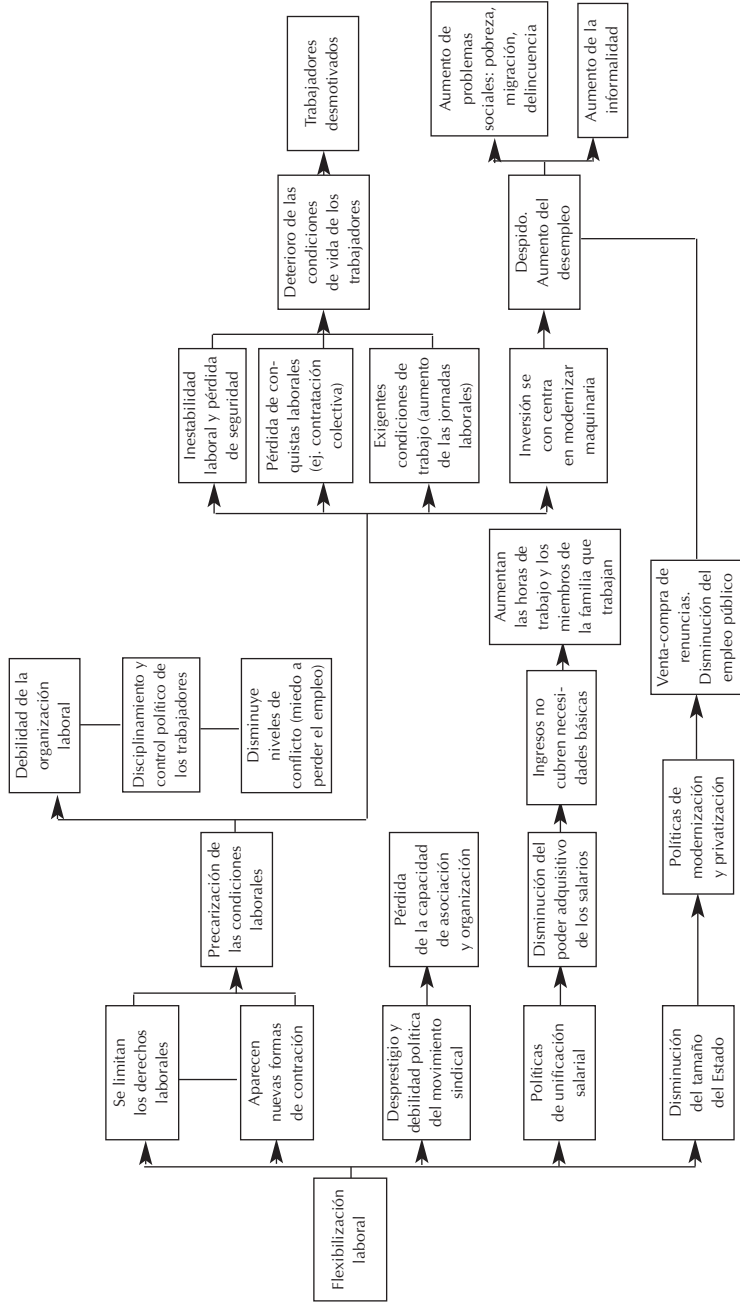 Flexibilización
laboral
Se limitan
los derechos
laborales
Aparecen
nuevas formas
de contración
Desprestigio y
debilidad política
del movimiento
sindical
Políticas
de unificación
salarial
Disminución
del tamaño
del Estado
Precarización de
las condiciones
laborales
Pérdida
de la capacidad
de asociación
y organización
Disminución del
poder adquisitivo
de los salarios
Políticas de
modernización
y privatización
Debilidad de la
organización
laboral
Disciplinamiento y
control político de
los trabajadores
Disminuye
niveles de
conflicto (miedo a
perder el empleo)
Ingresos no
cubren necesi-
dades básicas
Aumentan
las horas de
trabajo y los
miembros de
la familia que
trabajan
Venta-compra de
renuncias.
Disminución del
empleo público
Inestabilidad
laboral y pérdida
de seguridad
Pérdida de con-
quistas laborales
(ej. contratación
colectiva)
Exigentes
condiciones de
trabajo (aumento
de las jornadas
laborales)
Inversión se
con centra
en modernizar
maquinaria
Deterioro de las
condiciones
de vida de los
trabajadores
Despido.
Aumento del
desempleo
Trabajadores
desmotivados
Aumento de
problemas
sociales: pobreza,
migración,
delincuencia
Aumento de la
informalidad